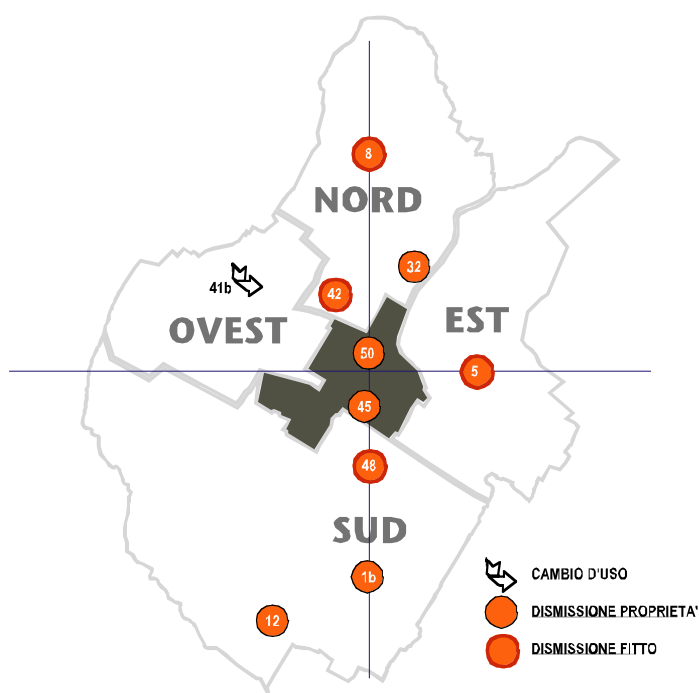 8
NORD
32
41b
42
OVEST
EST
50
5
45
48
SUD
1b
12
CAMBIO D'USO
DISMISSIONE PROPRIETA'
DISMISSIONE FITTO